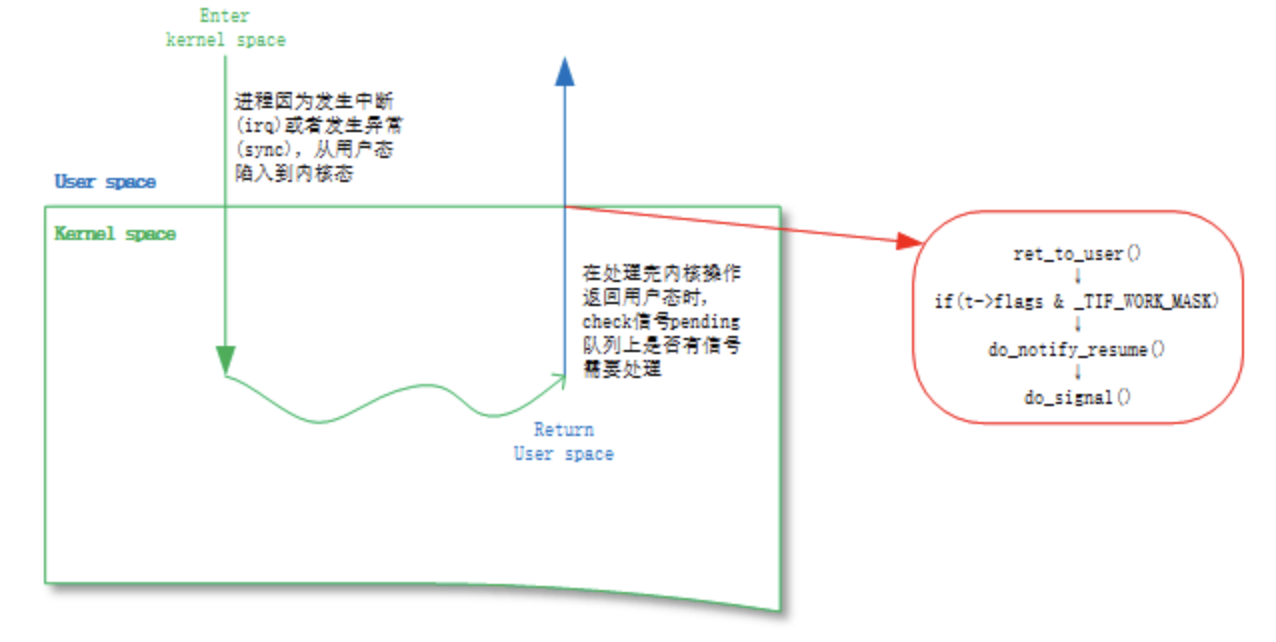 Enter
kernel space
进程因为发生中断
(irq)或者发生异常
(sync), 从用户态
陷入到内核态
User space
Kernel space
在处理完内核操作
返回用户态时,
check信号pending
队列上是否有信号
需要处理
Return
User space
ret_to_user()
↓
if(t->flags & _TIF_WORK_MASK)
↓
do_notify_resume()
↓
do_signal()